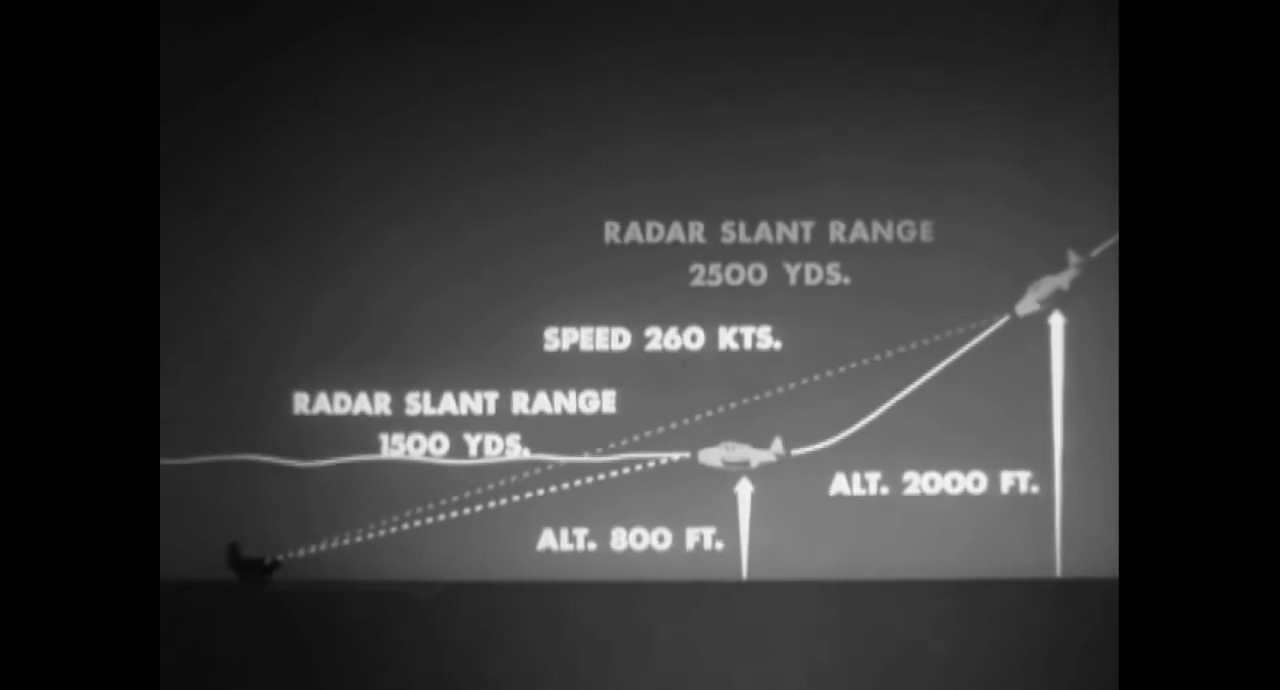 RADAR SLANT RANGE
2500 YDS.
SPEED 260 KTS.
RADAR SLANT RANGE
1500 YDS.
ALT. 2000 FT.
ALT. 800 FT.